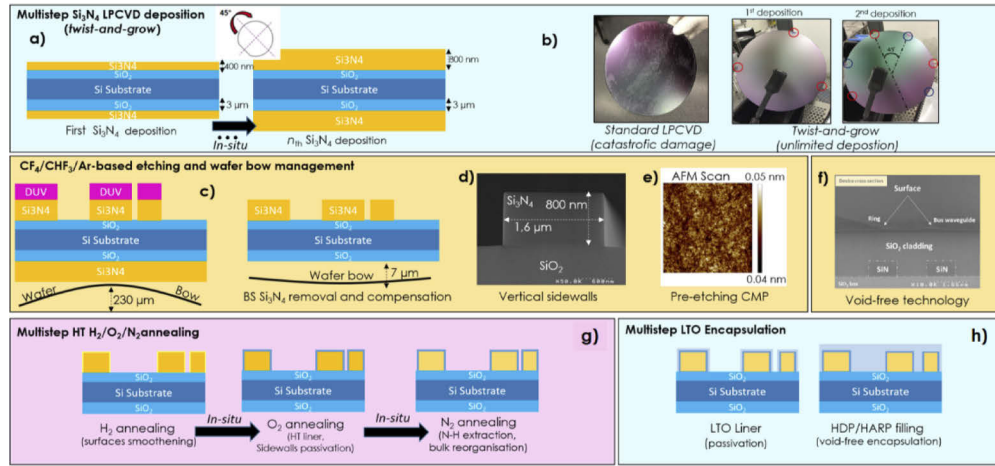 Multistep Si₃N₄ LPCVD deposition
(twist-and-grow)
a)
45°
Si3N4
SiO₂
Si Substrate
SiO₂
Si3N4
400 nm
3 µm
First Si₃N₄ deposition
In-situ
Si3N4
SiO₂
Si Substrate
SiO₂
Si3N4
800 nm
3 µm
nth Si₃N₄ deposition
b)
Standard LPCVD
(catastrofic damage)
1st deposition
2nd deposition
45°
Twist-and-grow
(unlimited depostion)
CF₄/CHF₃/Ar-based etching and wafer bow management
DUV
DUV
Si3N4
Si3N4
SiO₂
Si Substrate
SiO₂
Si3N4
Wafer
Bow
230 µm
c)
Si3N4
Si3N4
SiO₂
Si Substrate
SiO₂
Wafer bow
7 µm
BS Si₃N₄ removal and compensation
d)
Si₃N₄
800 nm
1,6 µm
SiO₂
Vertical sidewalls
e)
AFM Scan
0.05 nm
0.04 nm
Pre-etching CMP
f)
Surface
Ring
Bus waveguide
SiO₂ cladding
SiN
SiN
Void-free technology
Multistep HT H₂/O₂/N₂annealing
g)
SiO₂
Si Substrate
SiO₂
H₂ annealing
(surfaces smoothening)
In-situ
SiO₂
Si Substrate
SiO₂
O₂ annealing
(HT liner,
Sidewalls passivation)
In-situ
SiO₂
Si Substrate
SiO₂
N₂ annealing
(N-H extraction,
bulk reorganisation)
Multistep LTO Encapsulation
h)
SiO₂
Si Substrate
SiO₂
LTO Liner
(passivation)
SiO₂
Si Substrate
SiO₂
HDP/HARP filling
(void-free encapsulation)